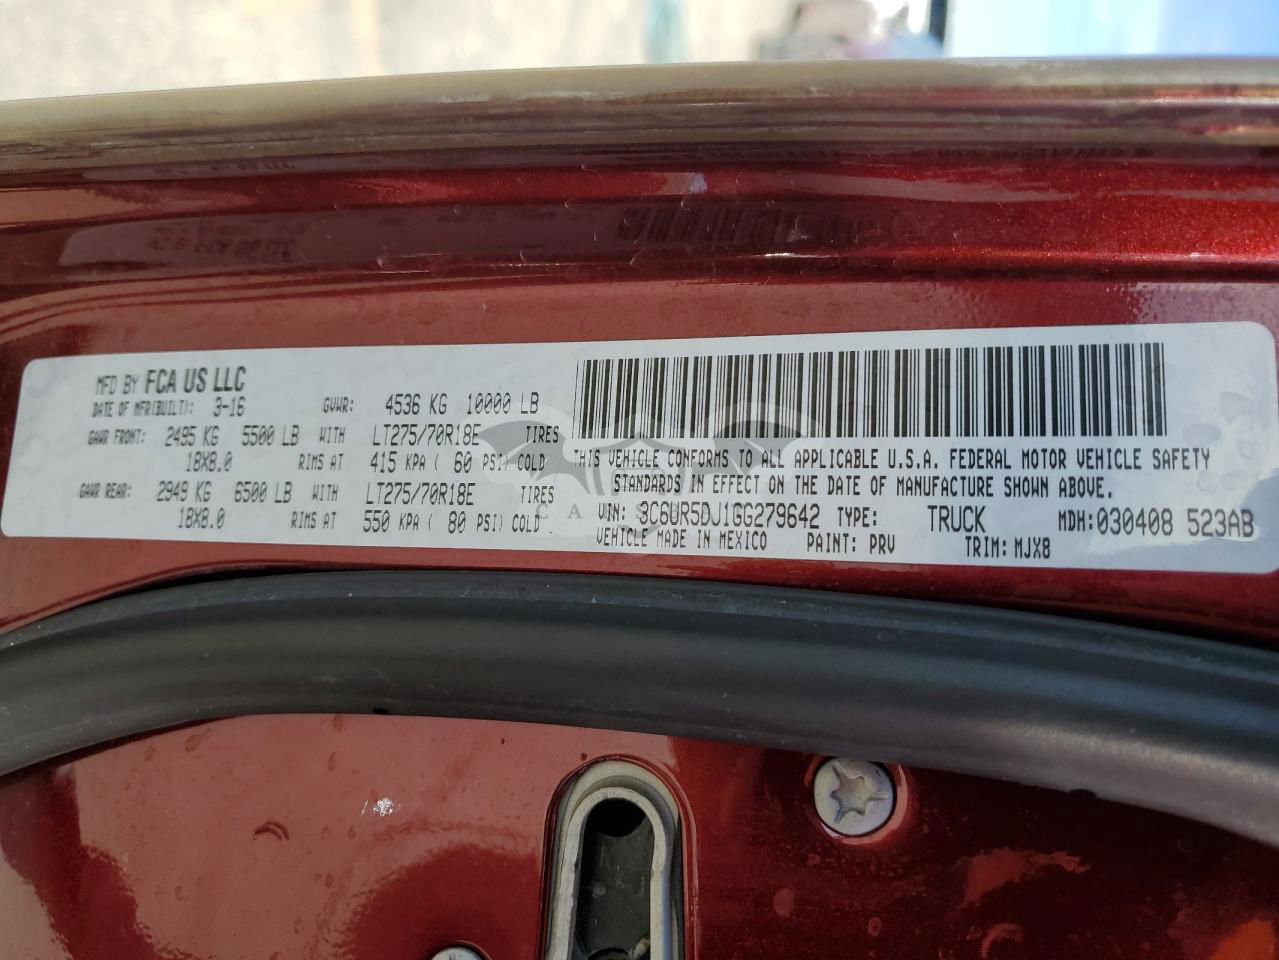 MFD BY FCA US LLC
DATE OF MFR(BUILT): 3-16 GVWR: 4536 KG 10000 LB
GAWR FRONT: 2495 KG 5500 LB WITH LT275/70R18E TIRES
18X8.0 RIMS AT 415 KPA ( 60 PSI) COLD
GAWR REAR: 2949 KG 6500 LB WITH LT275/70R18E TIRES
18X8.0 RIMS AT 550 KPA ( 80 PSI) COLD
THIS VEHICLE CONFORMS TO ALL APPLICABLE U.S.A. FEDERAL MOTOR VEHICLE SAFETY
STANDARDS IN EFFECT ON THE DATE OF MANUFACTURE SHOWN ABOVE.
VIN: 3C6UR5DJ1GG279642 TYPE: TRUCK MDH: 030408 523AB
VEHICLE MADE IN MEXICO PAINT: PRV TRIM: MJX8